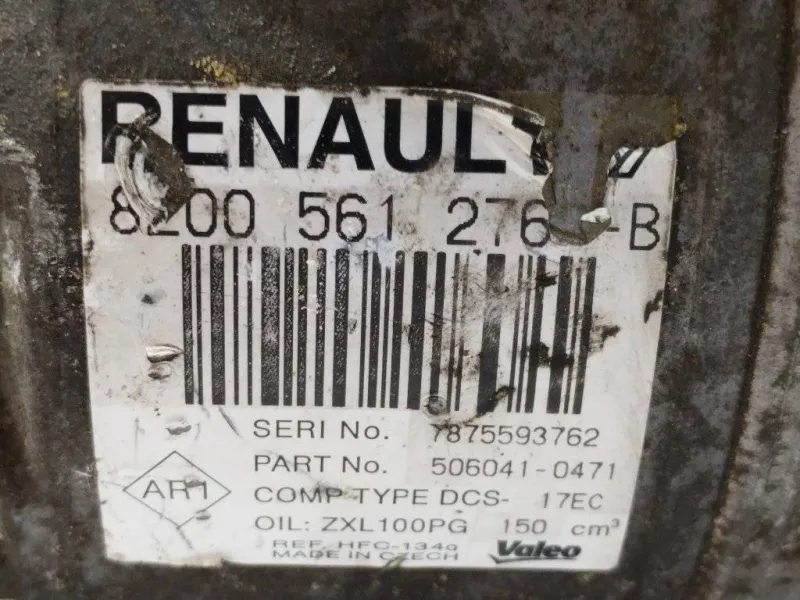 RENAULT
8200 561 276 -B
SERI No. 7875593762
PART No. 506041-0471
AR1
COMP TYPE DCS- 17EC
OIL: ZXL100PG 150 cm³
REF. HFC-134a
MADE IN CZECH
Valeo